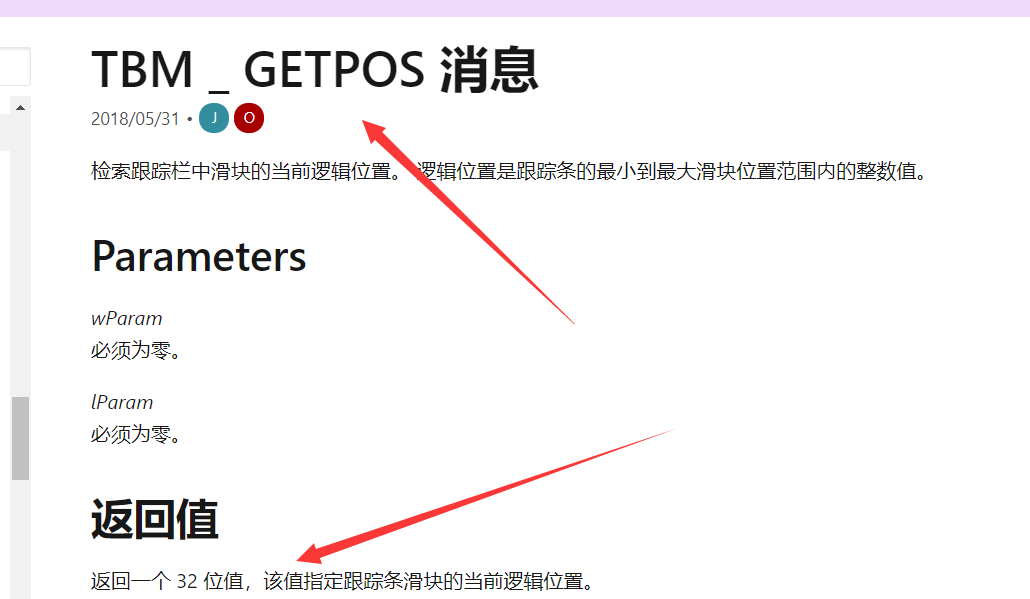 TBM _ GETPOS 消息
2018/05/31 • J O
检索跟踪栏中滑块的当前逻辑位置。 逻辑位置是跟踪条的最小到最大滑块位置范围内的整数值。
Parameters
wParam
必须为零。
lParam
必须为零。
返回值
返回一个 32 位值，该值指定跟踪条滑块的当前逻辑位置。